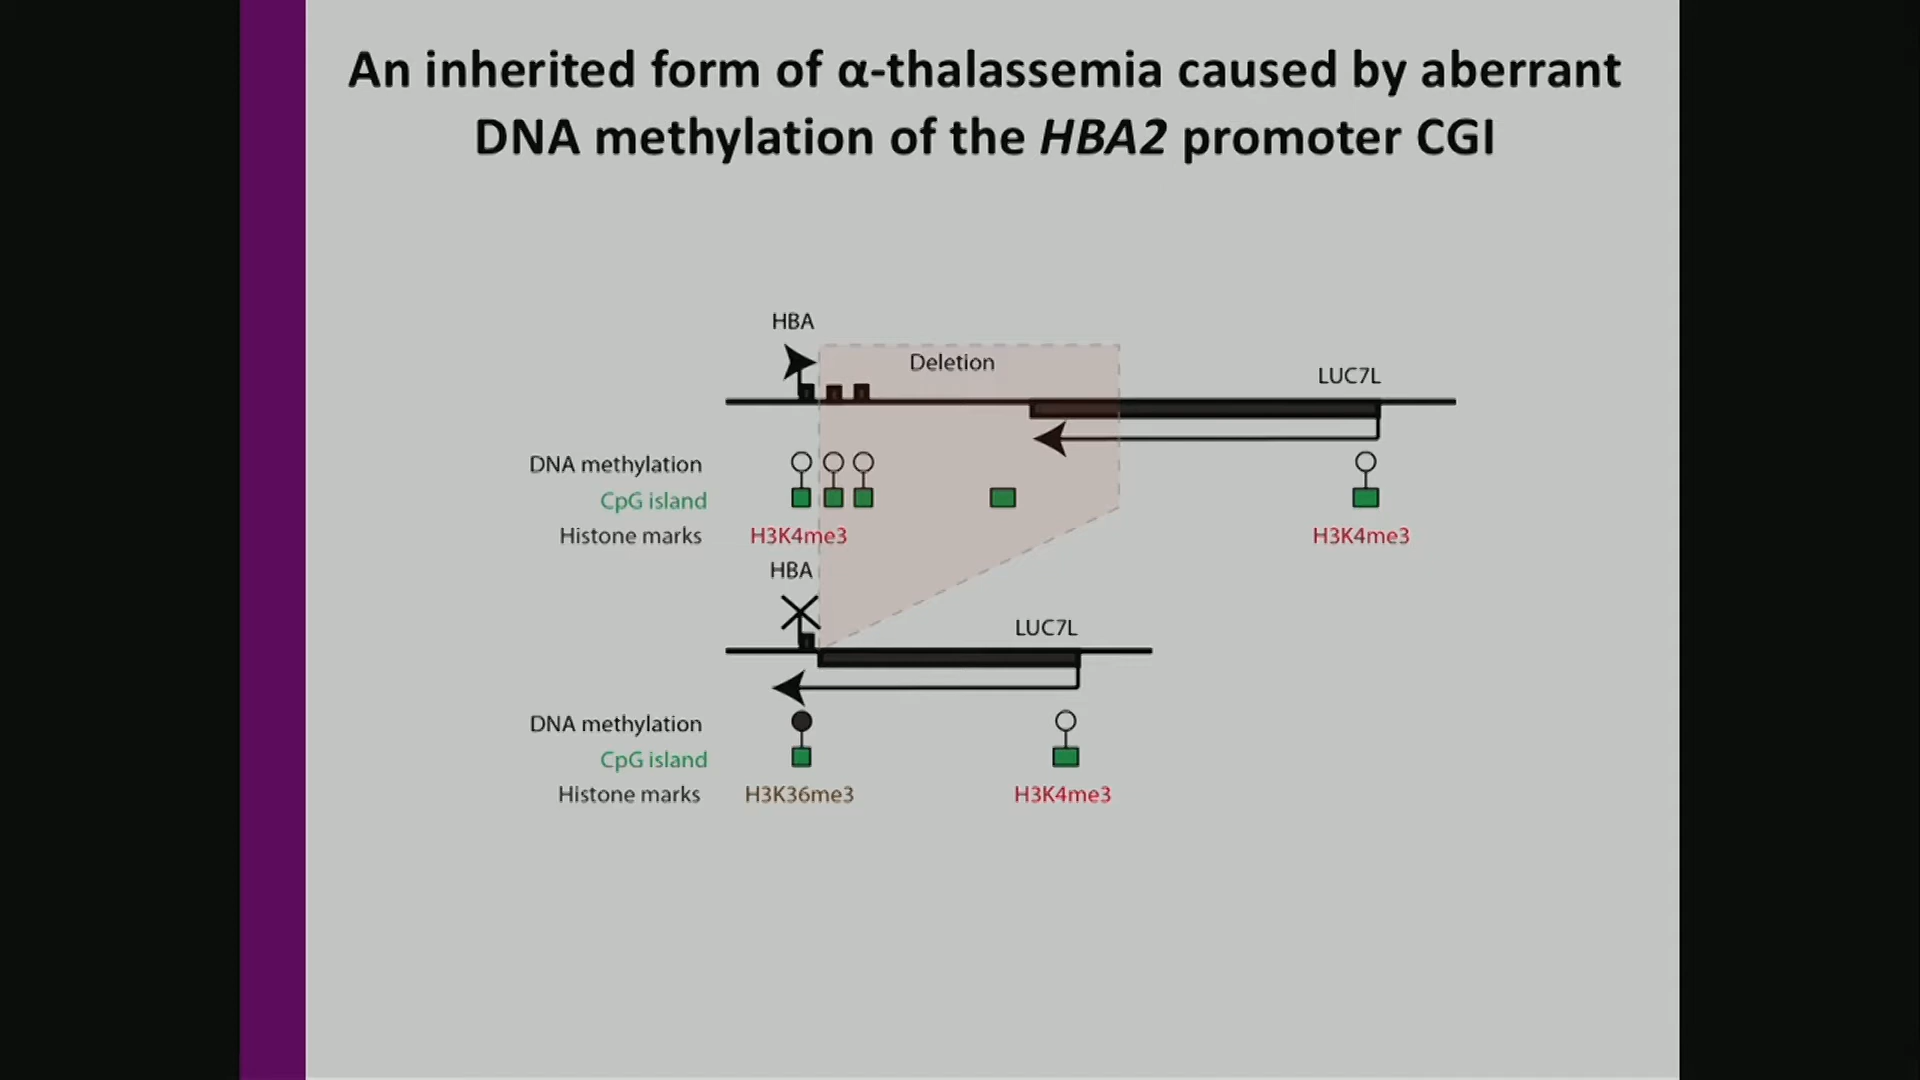 An inherited form of α-thalassemia caused by aberrant
DNA methylation of the HBA2 promoter CGI
HBA
Deletion
LUC7L
DNA methylation
CpG island
Histone marks H3K4me3 H3K4me3
HBA
LUC7L
DNA methylation
CpG island
Histone marks H3K36me3 H3K4me3